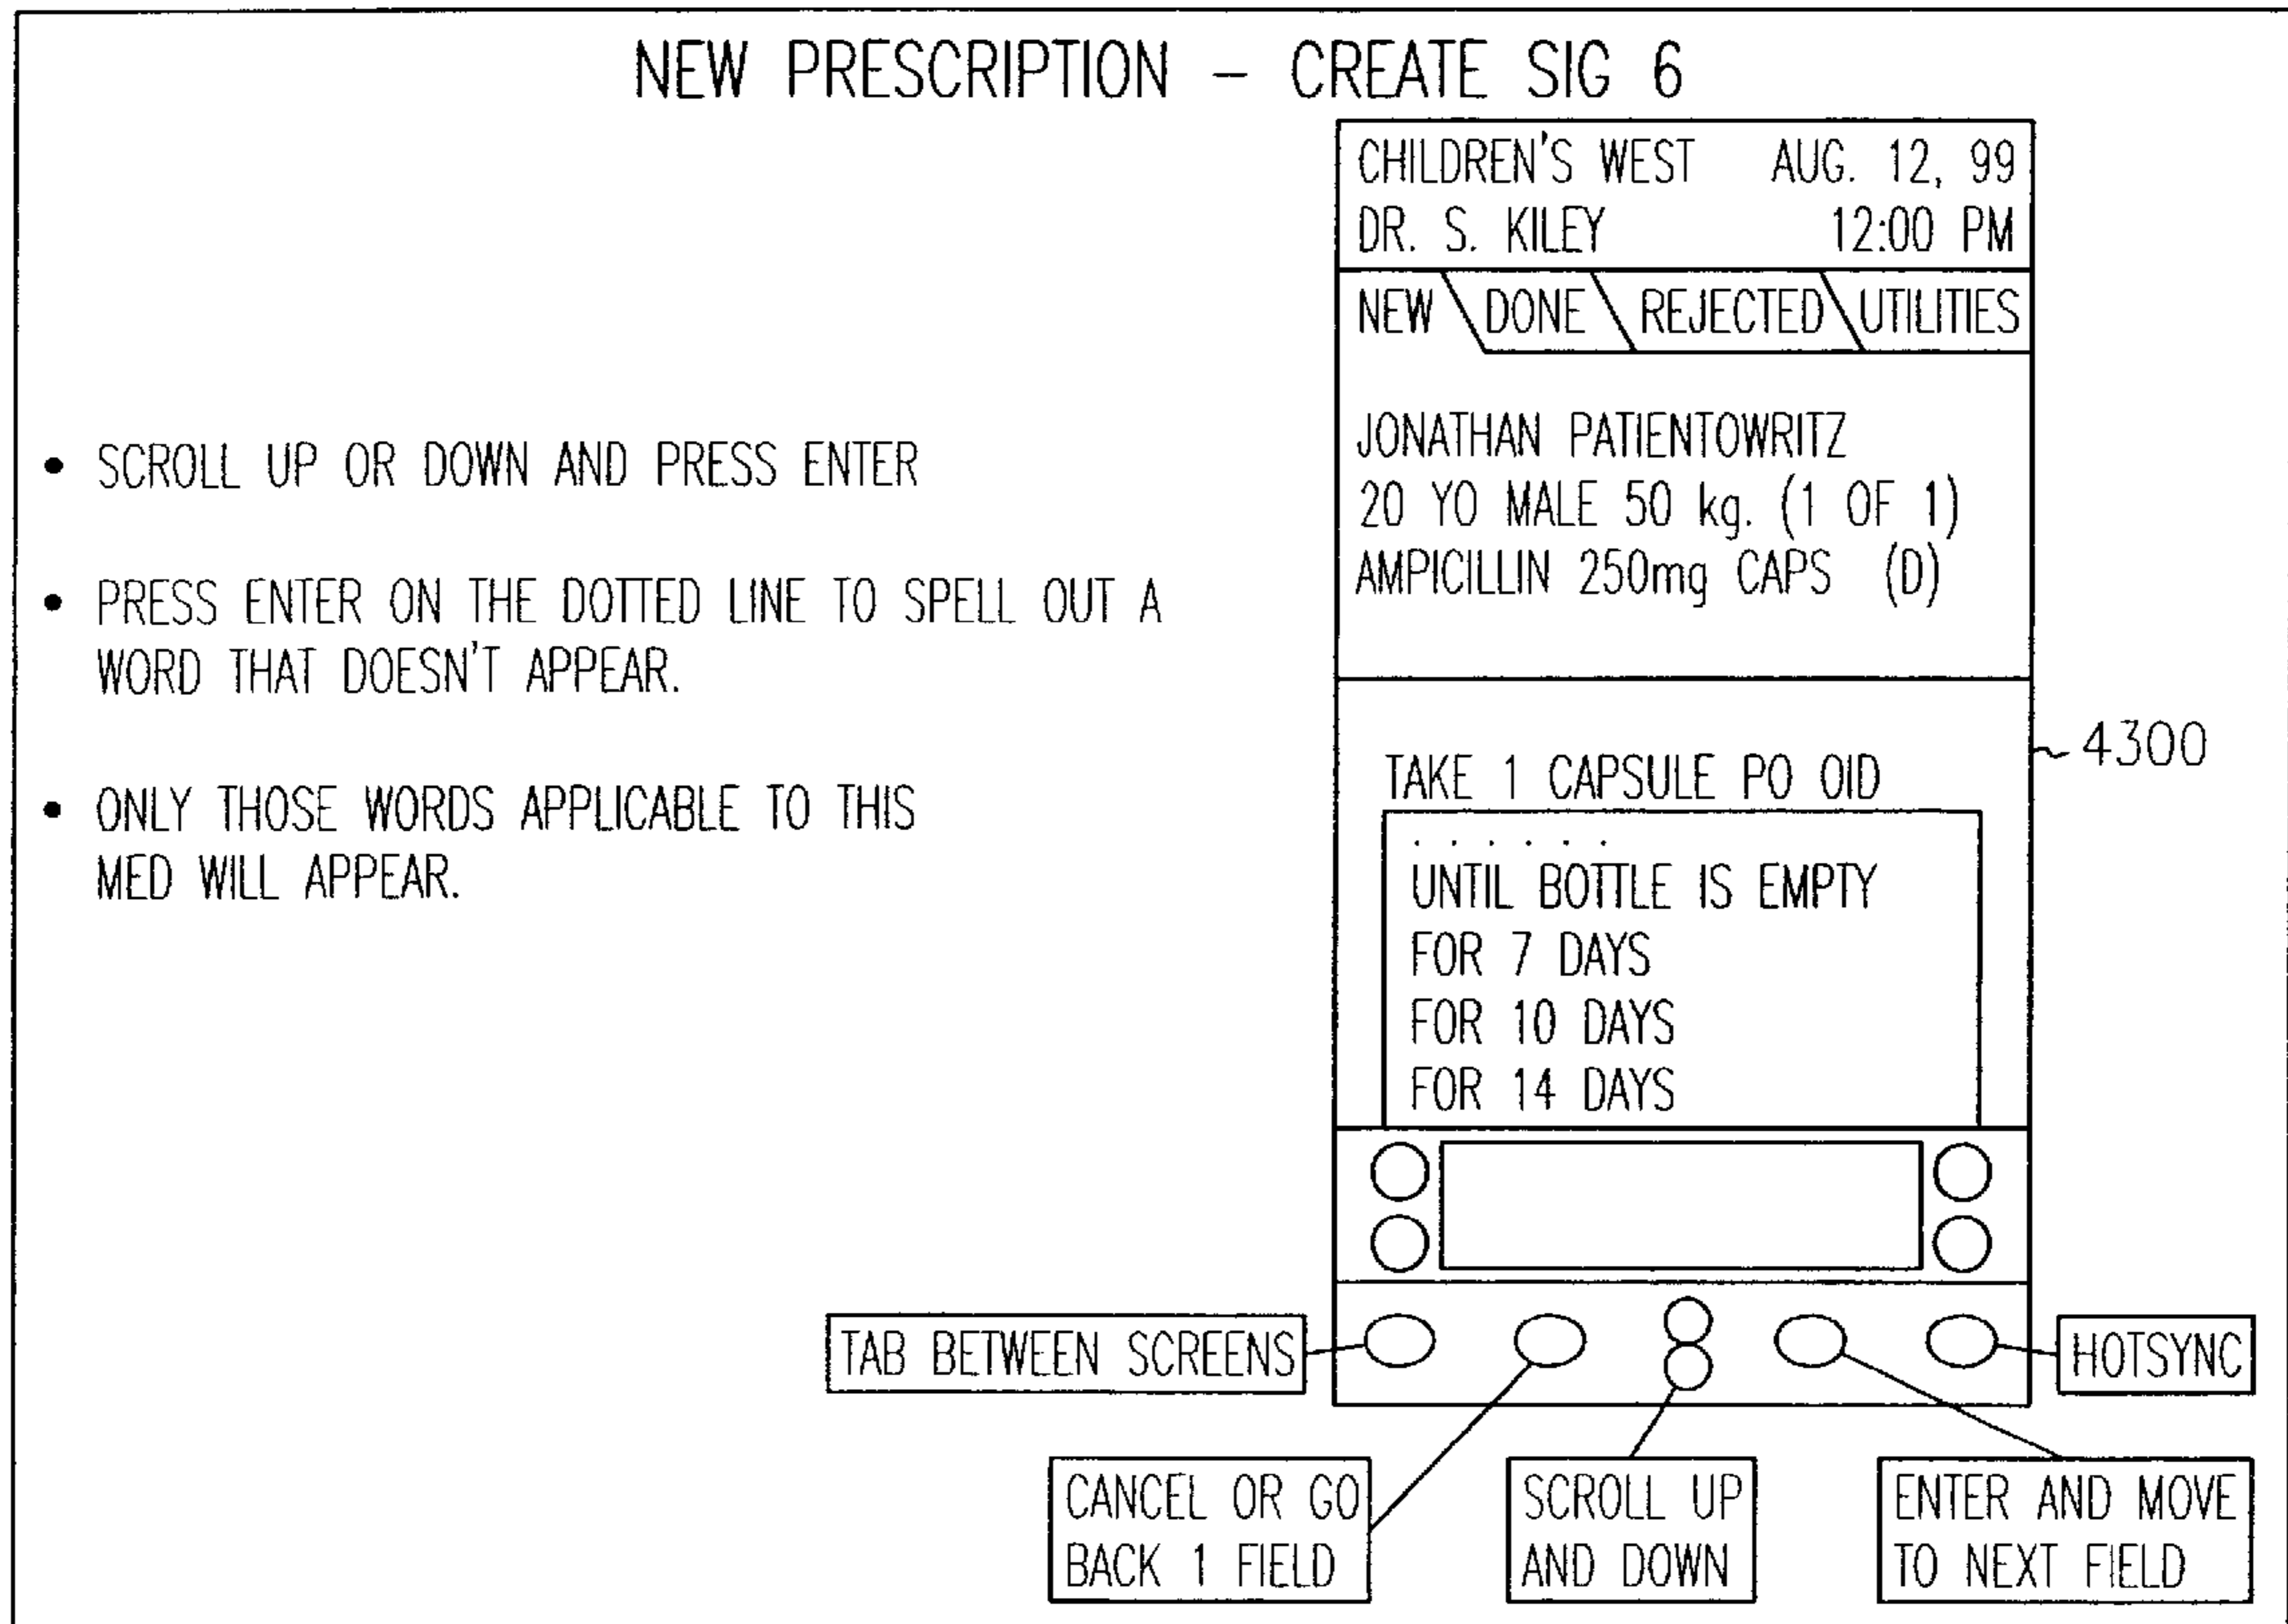 NEW PRESCRIPTION – CREATE SIG 6
CHILDREN'S WEST AUG. 12, 99
DR. S. KILEY 12:00 PM
NEW DONE REJECTED UTILITIES
JONATHAN PATIENTOWRITZ
20 YO MALE 50 kg. (1 OF 1)
AMPICILLIN 250mg CAPS (D)
• SCROLL UP OR DOWN AND PRESS ENTER
• PRESS ENTER ON THE DOTTED LINE TO SPELL OUT A
WORD THAT DOESN'T APPEAR.
• ONLY THOSE WORDS APPLICABLE TO THIS
MED WILL APPEAR.
4300
TAKE 1 CAPSULE PO OID
. . . . . .
UNTIL BOTTLE IS EMPTY
FOR 7 DAYS
FOR 10 DAYS
FOR 14 DAYS
TAB BETWEEN SCREENS
HOTSYNC
CANCEL OR GO
BACK 1 FIELD
SCROLL UP
AND DOWN
ENTER AND MOVE
TO NEXT FIELD